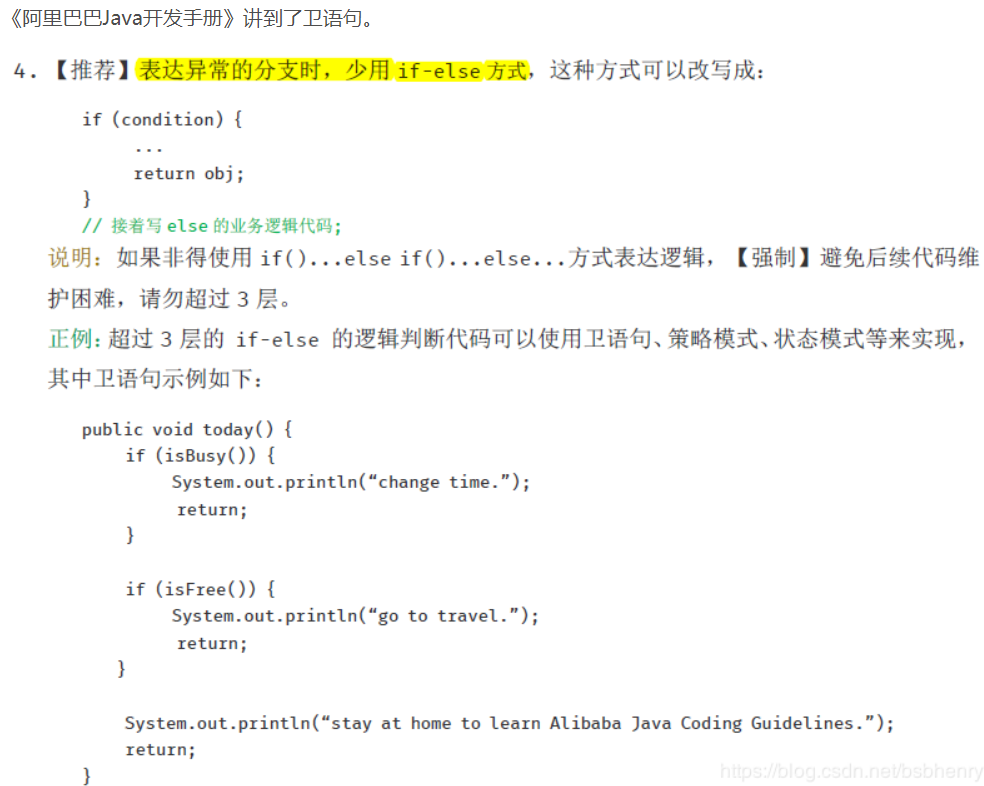 《阿里巴巴Java开发手册》讲到了卫语句。
4. 【推荐】表达异常的分支时，少用 if-else 方式，这种方式可以改写成：
if (condition) {
...
return obj;
}
// 接着写 else 的业务逻辑代码;
说明：如果非得使用 if()...else if()...else...方式表达逻辑，【强制】避免后续代码维
护困难，请勿超过 3 层。
正例：超过 3 层的 if-else 的逻辑判断代码可以使用卫语句、策略模式、状态模式等来实现，
其中卫语句示例如下：
public void today() {
if (isBusy()) {
System.out.println(“change time.”);
return;
}
if (isFree()) {
System.out.println(“go to travel.”);
return;
}
System.out.println(“stay at home to learn Alibaba Java Coding Guidelines.”);
return;
}
https://blog.csdn.net/bsbhenry